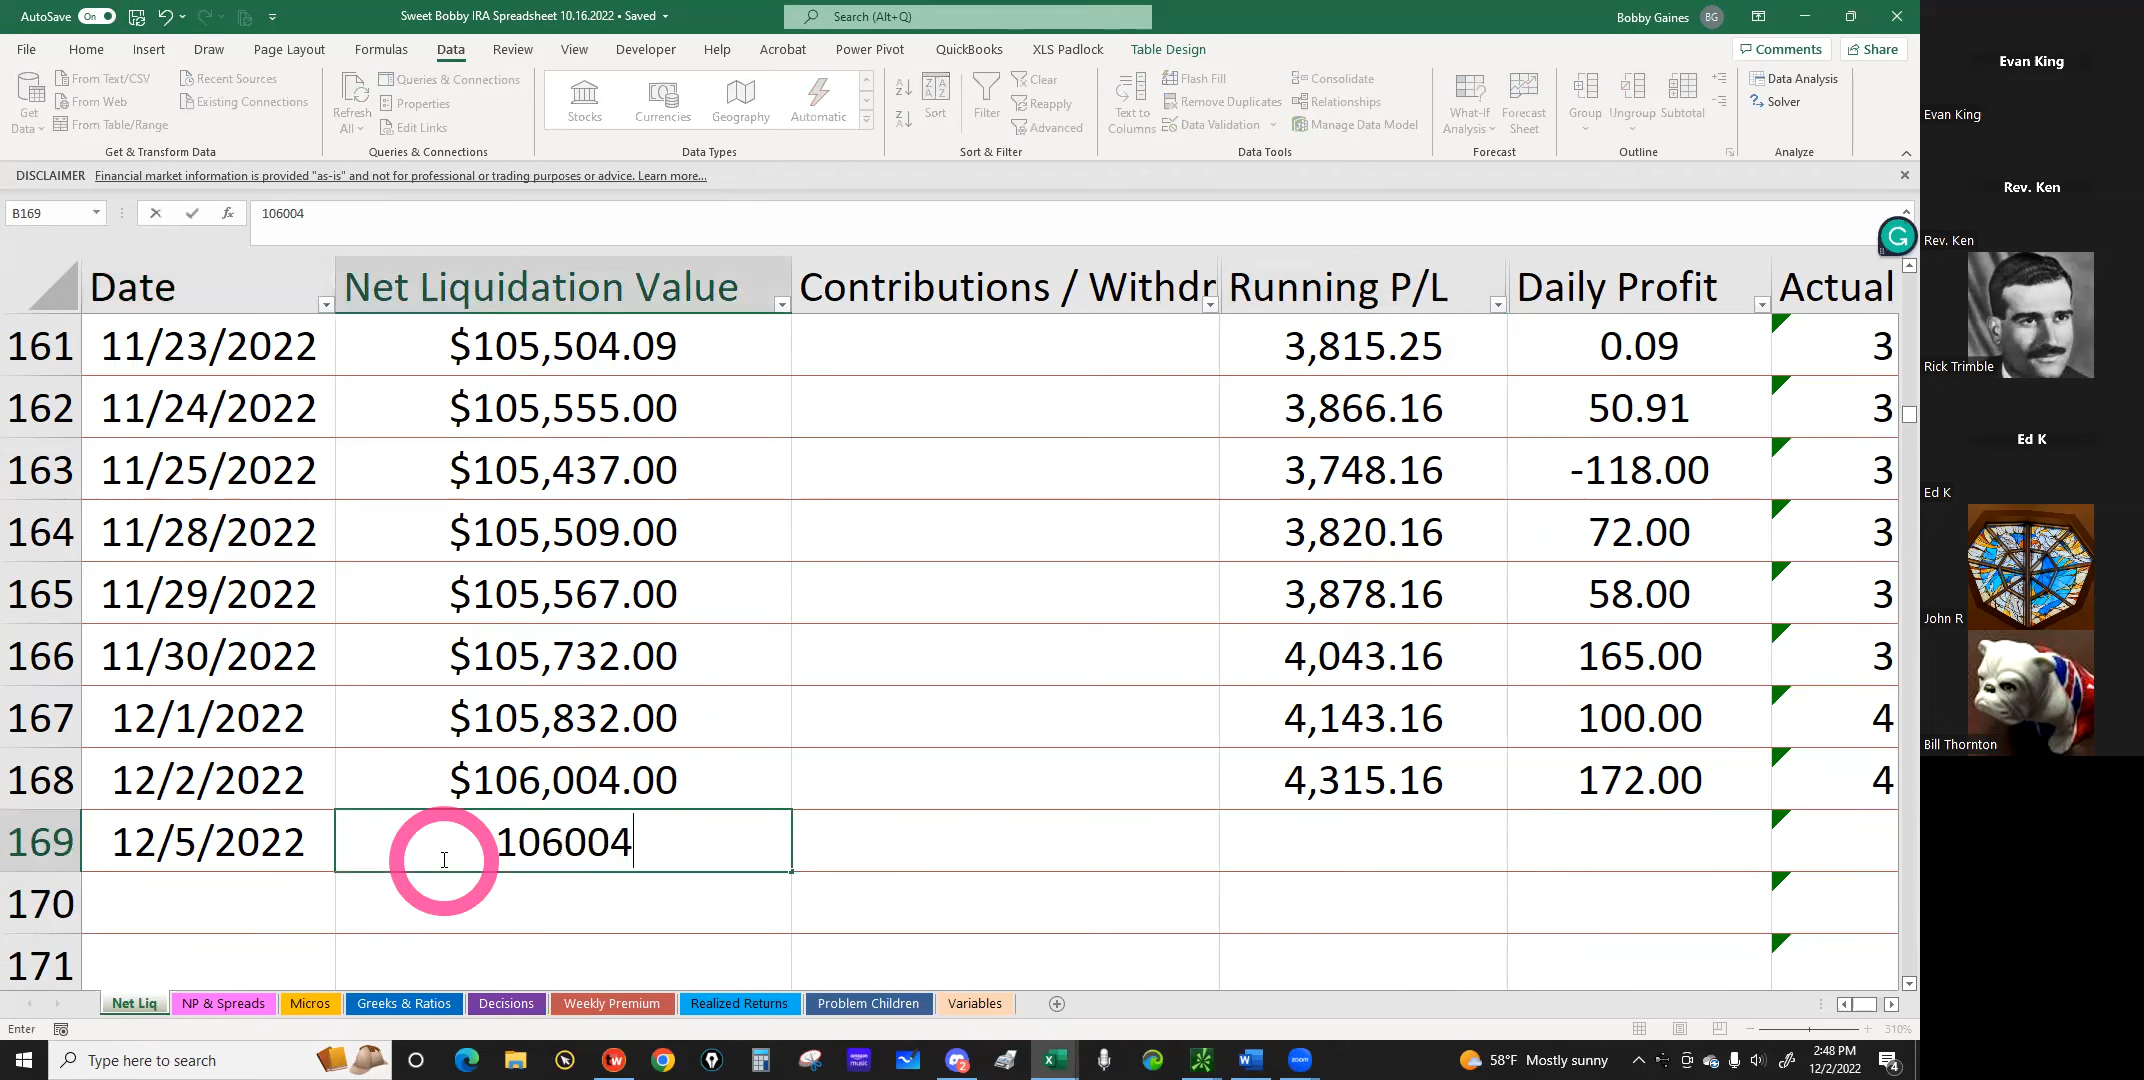 AutoSave On Sweet Bobby IRA Spreadsheet 10.16.2022 • Saved Search (Alt+Q) Bobby Gaines BG
File Home Insert Draw Page Layout Formulas Data Review View Developer Help Acrobat Power Pivot QuickBooks XLS Padlock Table Design Comments Share
Get Data
From Text/CSV
From Web
From Table/Range
Recent Sources
Existing Connections
Get & Transform Data
Refresh All
Queries & Connections
Properties
Edit Links
Queries & Connections
Stocks Currencies Geography Automatic
Data Types
Sort Filter
Clear
Reapply
Advanced
Sort & Filter
Text to Columns
Flash Fill
Remove Duplicates
Data Validation
Consolidate
Relationships
Manage Data Model
Data Tools
What-If Analysis
Forecast Sheet
Forecast
Group Ungroup Subtotal
Outline
Data Analysis
Solver
Analyze
DISCLAIMER Financial market information is provided "as-is" and not for professional or trading purposes or advice. Learn more...
B169 fx 106004
Date Net Liquidation Value Contributions / Withdr Running P/L Daily Profit Actual
161 11/23/2022 $105,504.09 3,815.25 0.09 3
162 11/24/2022 $105,555.00 3,866.16 50.91 3
163 11/25/2022 $105,437.00 3,748.16 -118.00 3
164 11/28/2022 $105,509.00 3,820.16 72.00 3
165 11/29/2022 $105,567.00 3,878.16 58.00 3
166 11/30/2022 $105,732.00 4,043.16 165.00 3
167 12/1/2022 $105,832.00 4,143.16 100.00 4
168 12/2/2022 $106,004.00 4,315.16 172.00 4
169 12/5/2022 106004
170
171
Net Liq NP & Spreads Micros Greeks & Ratios Decisions Weekly Premium Realized Returns Problem Children Variables
Enter 310%
Type here to search 58°F Mostly sunny 2:48 PM
12/2/2022
Evan King
Evan King
Rev. Ken
Rev. Ken
Rick Trimble
Ed K
Ed K
John R
Bill Thornton